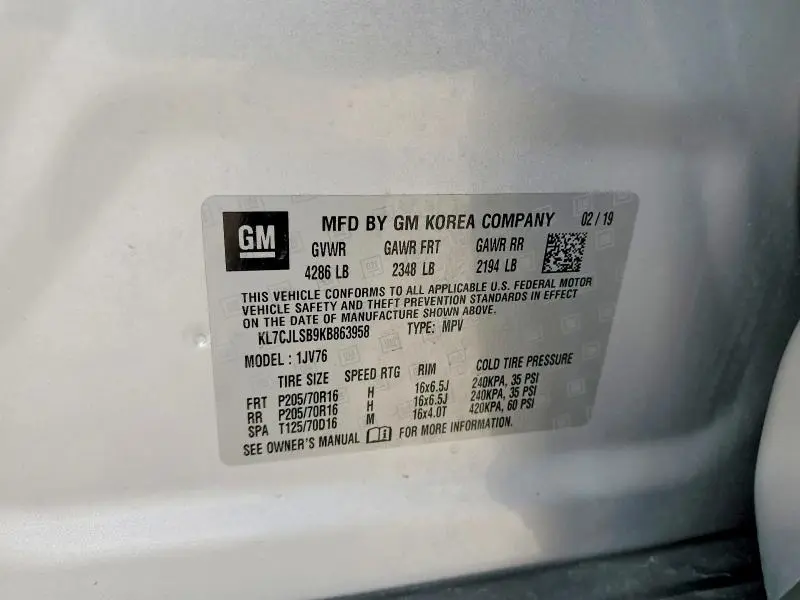 GM
MFD BY GM KOREA COMPANY 02/19
GVWR GAWR FRT GAWR RR
4286 LB 2348 LB 2194 LB
THIS VEHICLE CONFORMS TO ALL APPLICABLE U.S. FEDERAL MOTOR
VEHICLE SAFETY AND THEFT PREVENTION STANDARDS IN EFFECT
ON THE DATE OF MANUFACTURE SHOWN ABOVE.
KL7CJLSB9KB863958 TYPE: MPV
MODEL : 1JV76
TIRE SIZE SPEED RTG RIM COLD TIRE PRESSURE
FRT P205/70R16 H 16x6.5J 240KPA, 35 PSI
RR P205/70R16 H 16x6.5J 240KPA, 35 PSI
SPA T125/70D16 M 16x4.0T 420KPA, 60 PSI
SEE OWNER'S MANUAL FOR MORE INFORMATION.